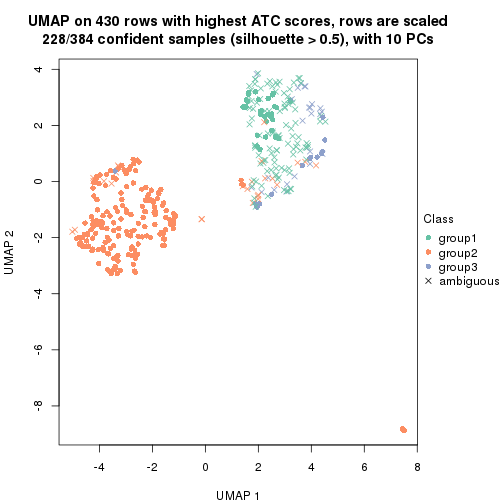 UMAP on 430 rows with highest ATC scores, rows are scaled
228/384 confident samples (silhouette > 0.5), with 10 PCs
4
2
0
-2
-4
-6
-8
UMAP 2
-4
-2
0
2
4
6
8
UMAP 1
Class
group1
group2
group3
ambiguous